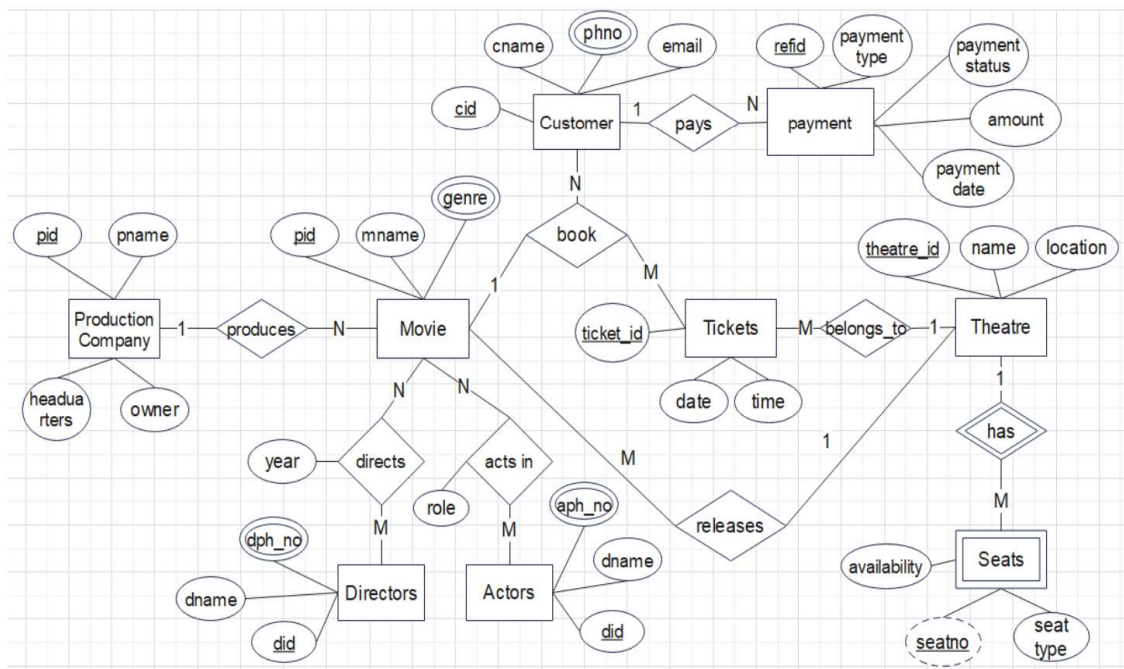 phno
cname
email
cid
Customer
1
pays
N
refid
payment
type
payment
status
payment
amount
payment
date
N
book
1
M
genre
pid
pname
pid
mname
Production
Company
1
produces
N
Movie
headua
rters
owner
ticket_id
Tickets
date
time
M
belongs_to
1
theatre_id
name
location
Theatre
1
has
M
Seats
availability
seatno
seat
type
N
N
year
directs
acts in
role
M
M
M
1
releases
dph_no
dname
did
Directors
Actors
aph_no
dname
did